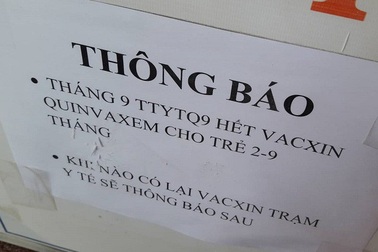 THÔNG BÁO
• THÁNG 9 TTYTQ9 HẾT VACXIN
QUINVAXEM CHO TRẺ 2-9
THÁNG
• KHI NÀO CÓ LẠI VACXIN TRẠM
Y TẾ SẼ THÔNG BÁO SAU